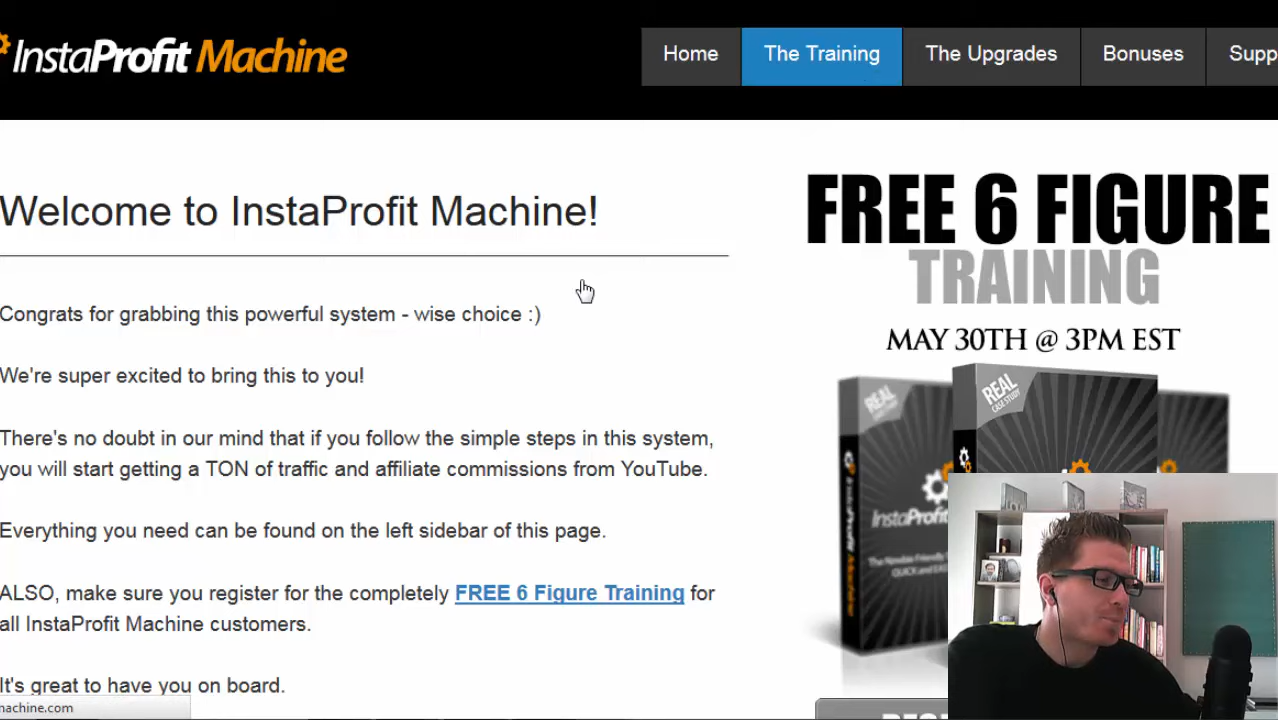 InstaProfit Machine
Home
The Training
The Upgrades
Bonuses
Supp
Welcome to InstaProfit Machine!
Congrats for grabbing this powerful system - wise choice :)
We're super excited to bring this to you!
There's no doubt in our mind that if you follow the simple steps in this system,
you will start getting a TON of traffic and affiliate commissions from YouTube.
Everything you need can be found on the left sidebar of this page.
ALSO, make sure you register for the completely FREE 6 Figure Training for
all InstaProfit Machine customers.
It's great to have you on board.
machine.com
FREE 6 FIGURE
TRAINING
MAY 30TH @ 3PM EST
REAL
CASE STUDY
InstaProfit Machine